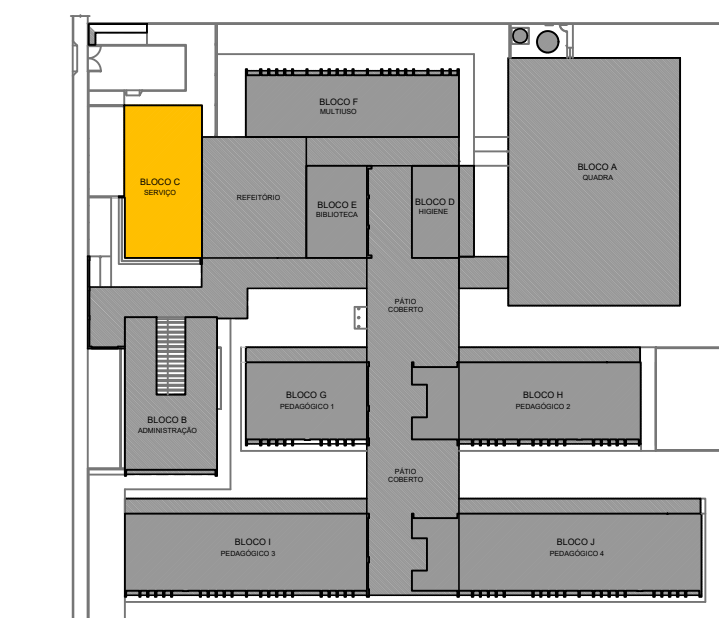 BLOCO F
MULTIUSO
BLOCO A
QUADRA
BLOCO C
SERVIÇO
REFEITÓRIO
BLOCO E
BIBLIOTECA
BLOCO D
HIGIENE
PÁTIO
COBERTO
BLOCO G
PEDAGÓGICO 1
BLOCO H
PEDAGÓGICO 2
BLOCO B
ADMINISTRAÇÃO
PÁTIO
COBERTO
BLOCO I
PEDAGÓGICO 3
BLOCO J
PEDAGÓGICO 4